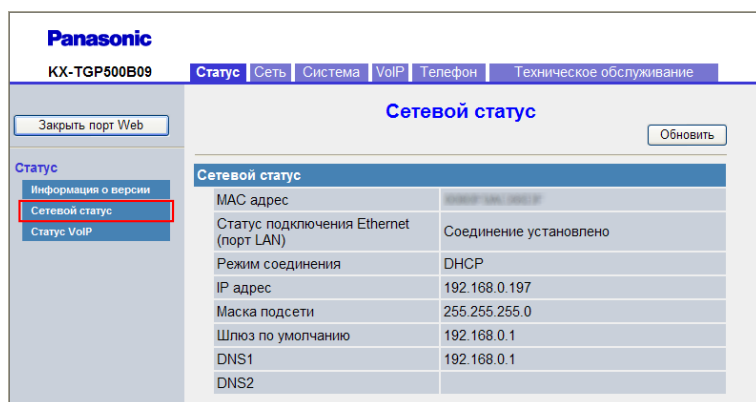 Panasonic
KX-TGP500B09
Статус Сеть Система VoIP Телефон Техническое обслуживание
Закрыть порт Web
Сетевой статус
Обновить
Статус
Информация о версии
Сетевой статус
Статус VoIP
Сетевой статус
MAC адрес
Статус подключения Ethernet
(порт LAN)
Соединение установлено
Режим соединения DHCP
IP адрес 192.168.0.197
Маска подсети 255.255.255.0
Шлюз по умолчанию 192.168.0.1
DNS1 192.168.0.1
DNS2